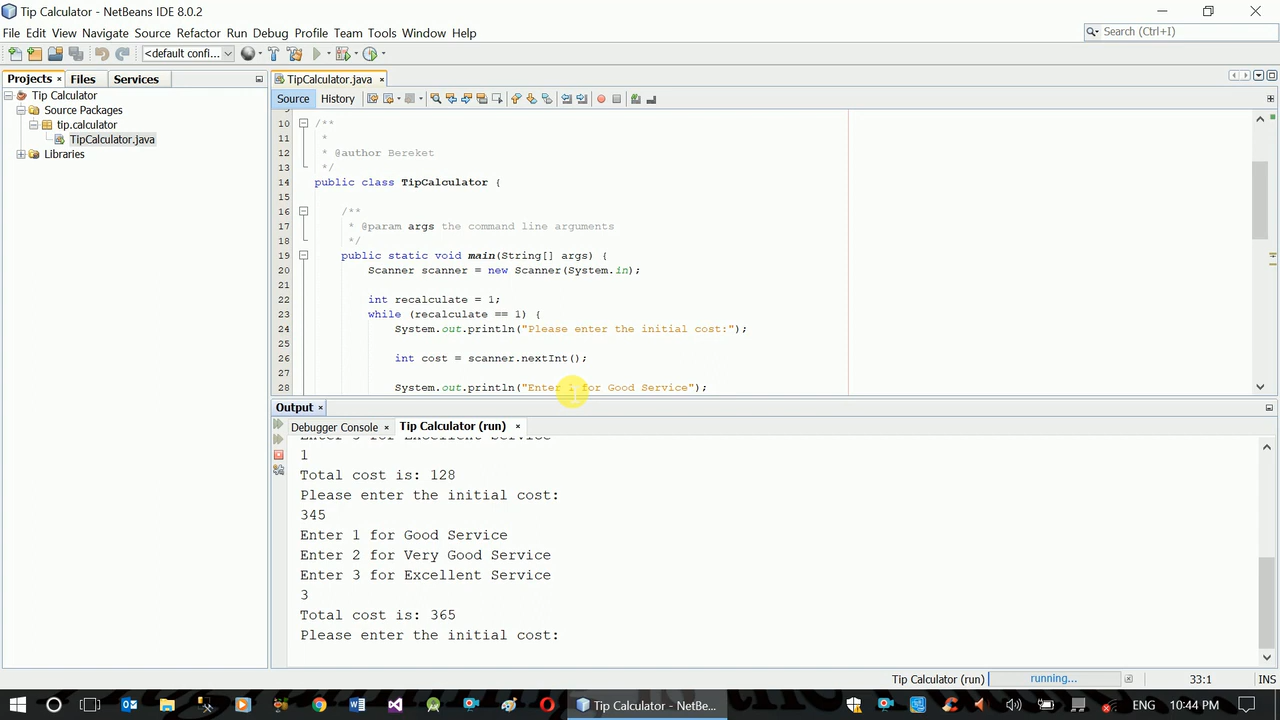 Tip Calculator - NetBeans IDE 8.0.2
File Edit View Navigate Source Refactor Run Debug Profile Team Tools Window Help
Search (Ctrl+I)
<default confi...
Projects
Files
Services
Tip Calculator
Source Packages
tip.calculator
TipCalculator.java
Libraries
TipCalculator.java
Source
History
10 /**
11 *
12 * @author Bereket
13 */
14 public class TipCalculator {
15
16 /**
17 * @param args the command line arguments
18 */
19 public static void main(String[] args) {
20 Scanner scanner = new Scanner(System.in);
21
22 int recalculate = 1;
23 while (recalculate == 1) {
24 System.out.println("Please enter the initial cost:");
25
26 int cost = scanner.nextInt();
27
28 System.out.println("Enter 1 for Good Service");
Output
Debugger Console
Tip Calculator (run)
Enter 3 for Excellent Service
1
Total cost is: 128
Please enter the initial cost:
345
Enter 1 for Good Service
Enter 2 for Very Good Service
Enter 3 for Excellent Service
3
Total cost is: 365
Please enter the initial cost:
Tip Calculator (run)
running...
33:1
INS
Tip Calculator - NetBe...
ENG
10:44 PM